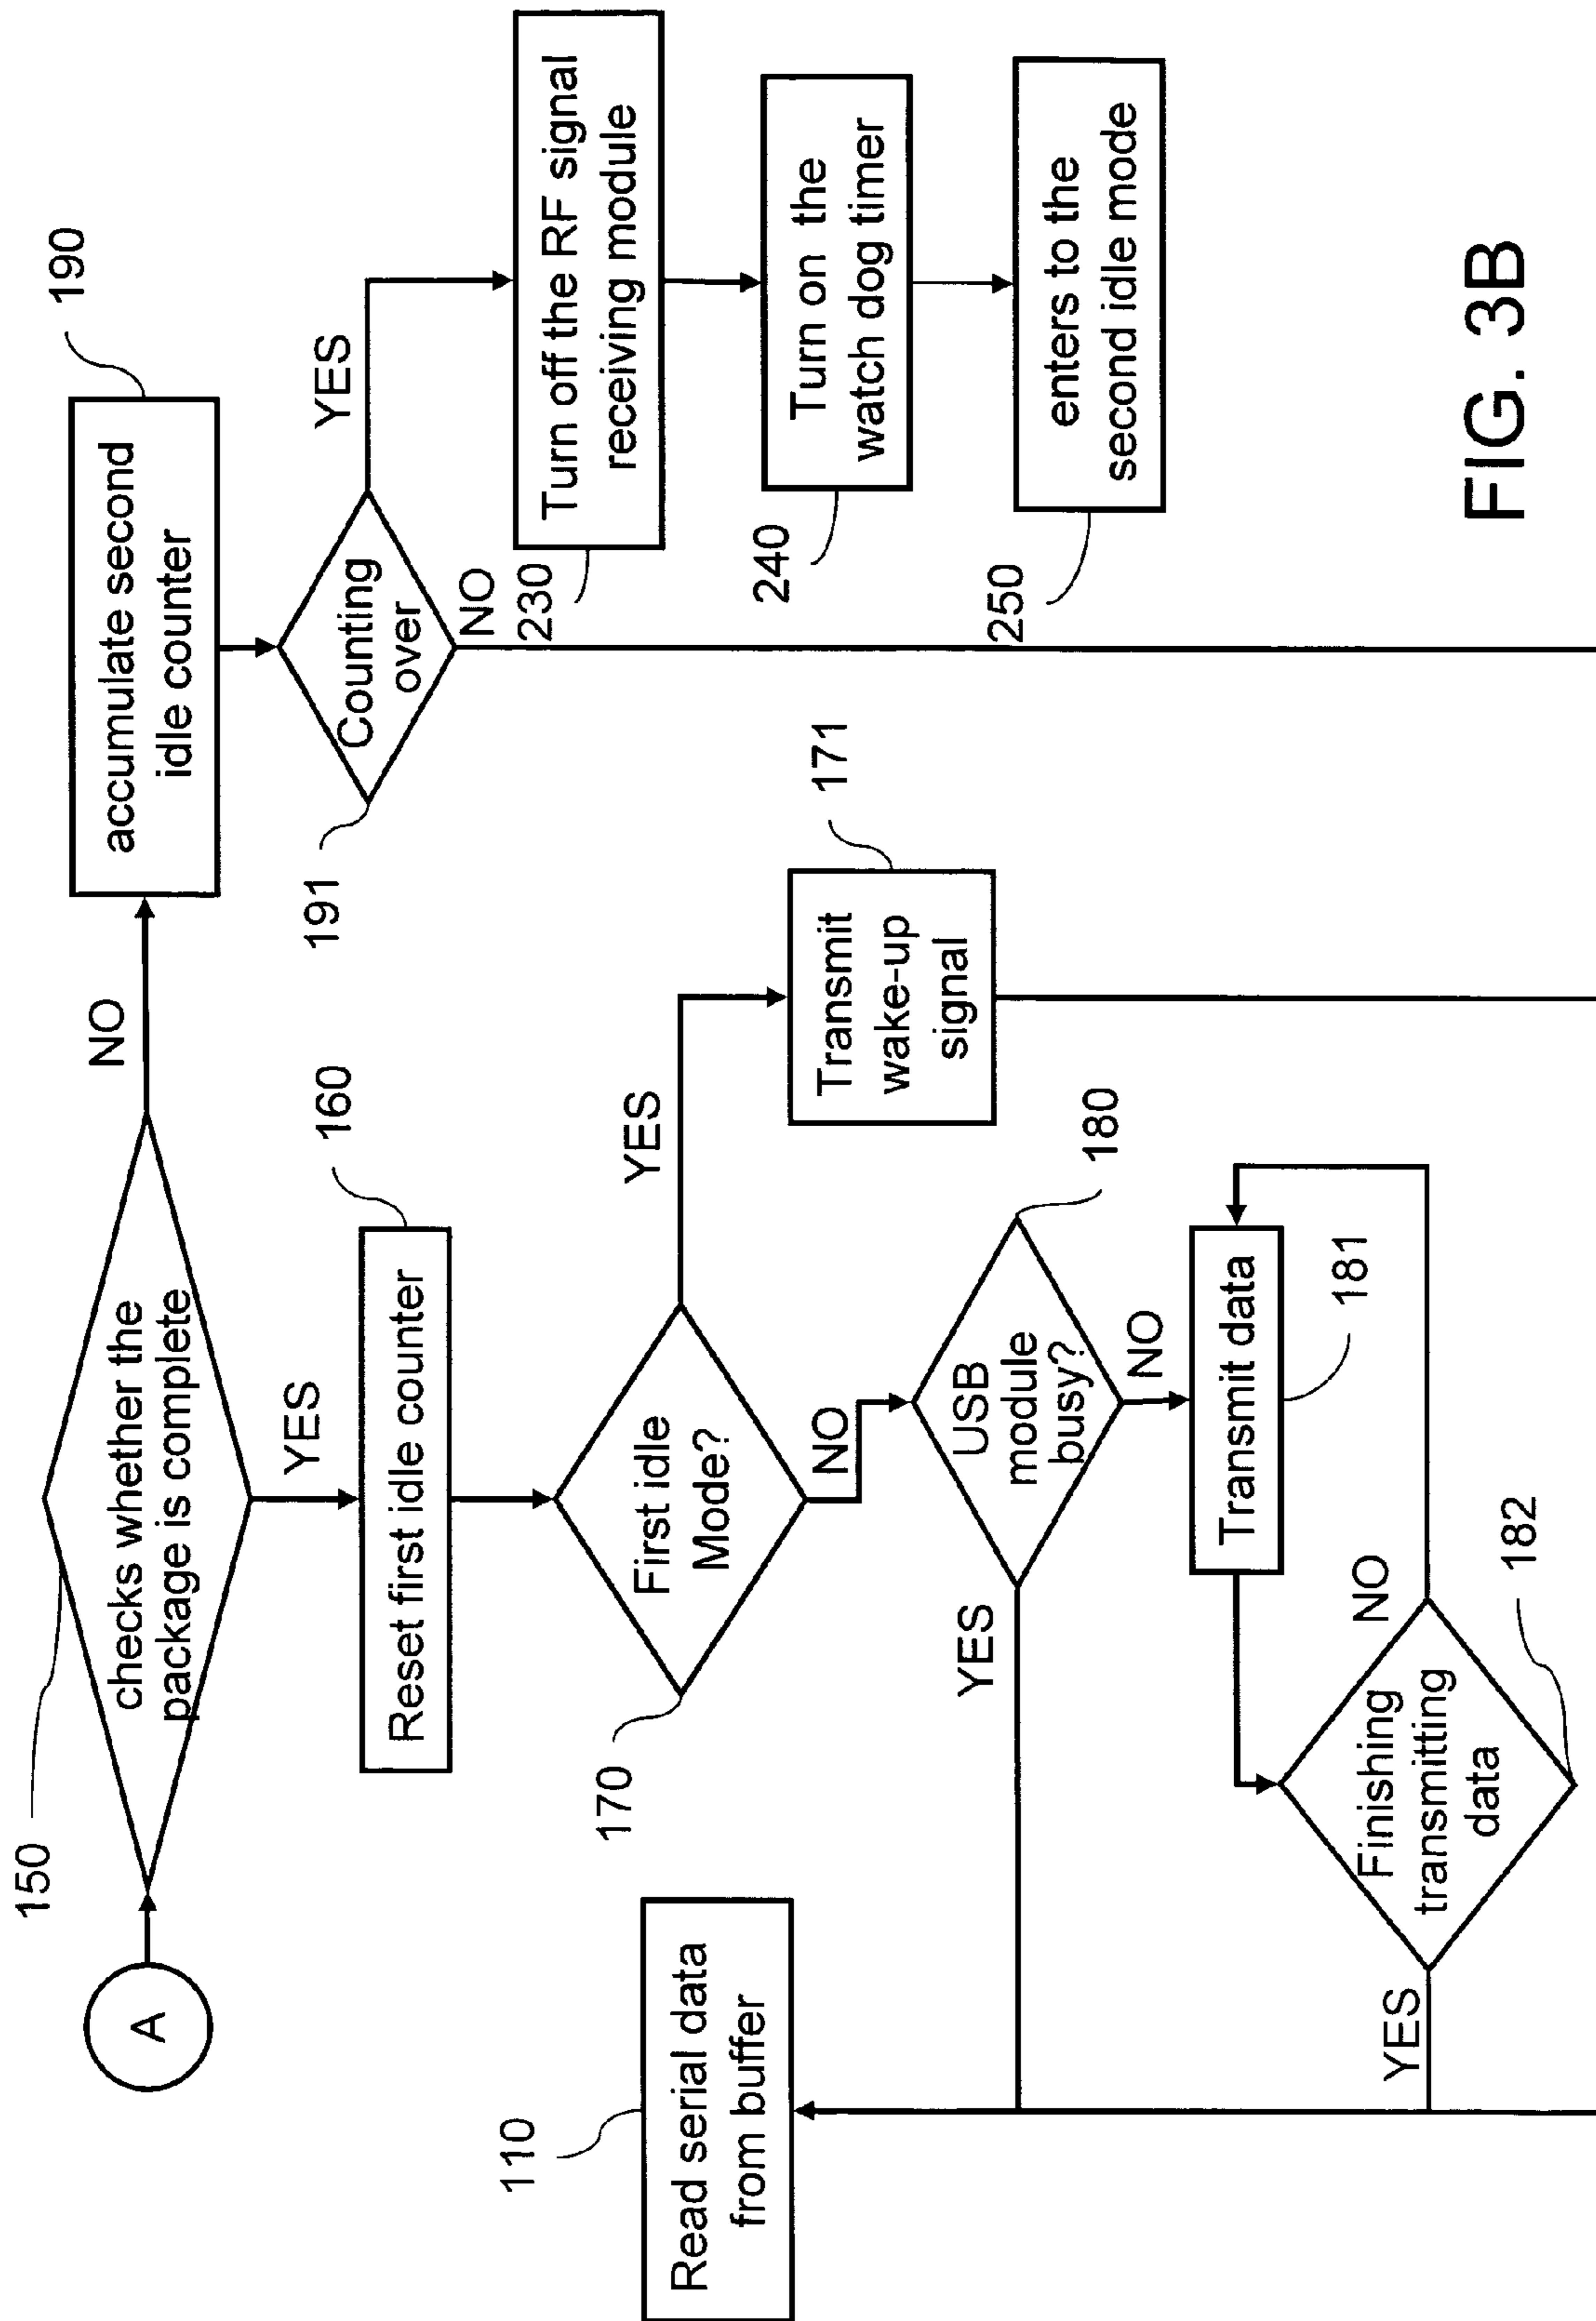 A
150
checks whether the
package is complete
NO
190
accumulate second
idle counter
YES
160
Reset first idle counter
191
Counting
over
YES
NO
110
Read serial data
from buffer
170
First idle
Mode?
YES
NO
230
Turn off the RF signal
receiving module
171
Transmit
wake-up
signal
240
Turn on the
watch dog timer
180
USB
module
busy?
YES
NO
250
enters to the
second idle mode
Transmit data
181
182
Finishing
transmitting
data
YES
NO
FIG. 3B